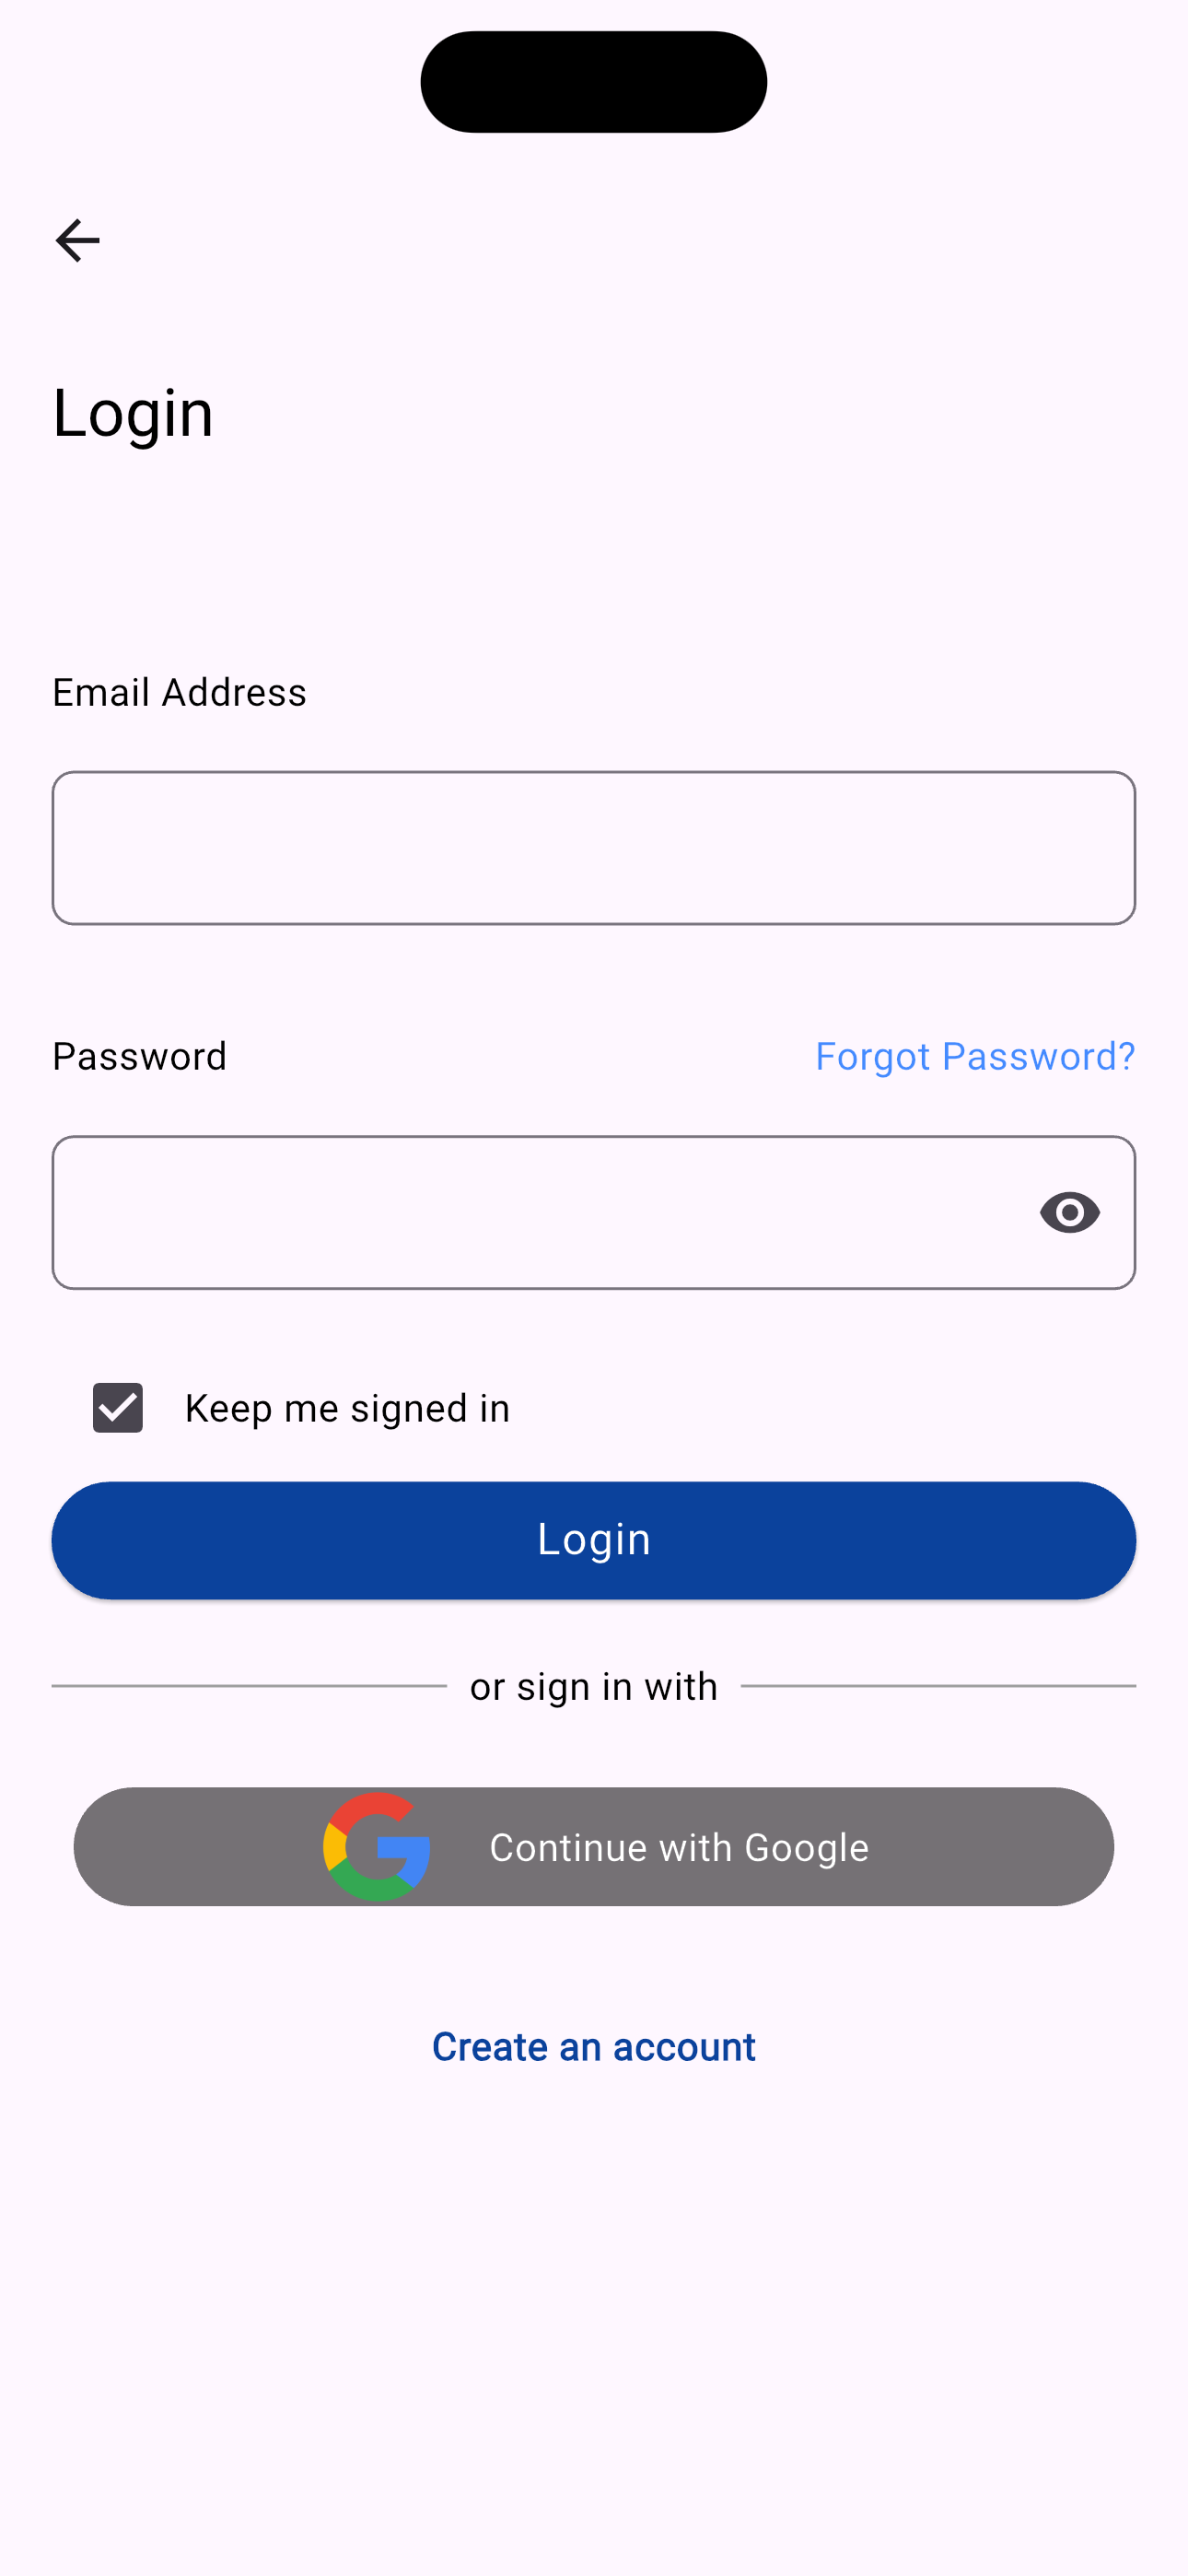 Login
Email Address
Password Forgot Password?
Keep me signed in
Login
or sign in with
Continue with Google
Create an account